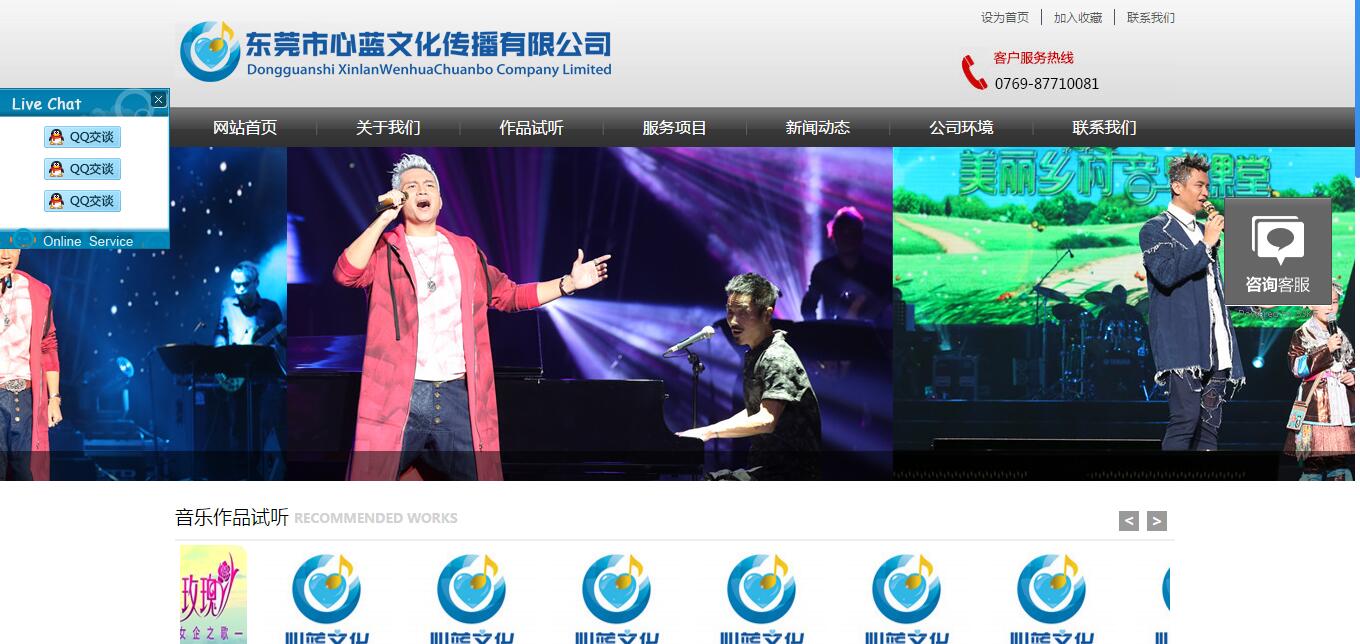 设为首页 加入收藏 联系我们
东莞市心蓝文化传播有限公司
Dongguanshi XinlanWenhuaChuanbo Company Limited
客户服务热线
0769-87710081
Live Chat
QQ交谈
QQ交谈
QQ交谈
Online Service
网站首页 关于我们 作品试听 服务项目 新闻动态 公司环境 联系我们
美丽乡村音乐课堂
咨询客服
音乐作品试听 RECOMMENDED WORKS
< >
玫瑰
女企之歌一
心蓝文化
心蓝文化
心蓝文化
心蓝文化
心蓝文化
心蓝文化